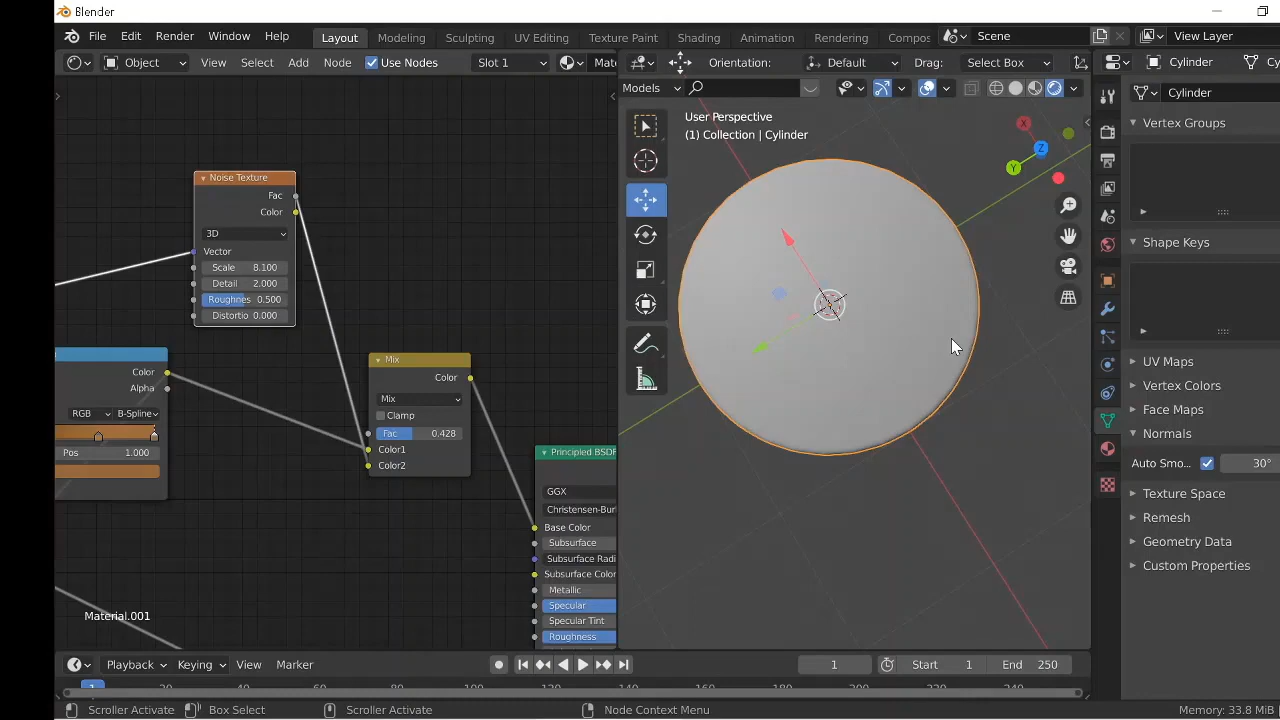 Blender
File Edit Render Window Help Layout Modeling Sculpting UV Editing Texture Paint Shading Animation Rendering Compos Scene View Layer
Object View Select Add Node Use Nodes Slot 1 Mate Orientation: Default Drag: Select Box Cylinder Cy
Models
Cylinder
User Perspective
(1) Collection | Cylinder
X
Y
Z
Vertex Groups
Noise Texture
Fac
Color
3D
Vector
Scale 8.100
Detail 2.000
Roughnes 0.500
Distortio 0.000
Shape Keys
Color
Alpha
RGB B-Spline
Pos 1.000
Mix
Color
Mix
Clamp
Fac 0.428
Color1
Color2
Principled BSDF
GGX
Christensen-Bur
Base Color
Subsurface
Subsurface Radi
Subsurface Color
Metallic
Specular
Specular Tint
Roughness
UV Maps
Vertex Colors
Face Maps
Normals
Auto Smo... 30°
Texture Space
Remesh
Geometry Data
Custom Properties
Material.001
Playback Keying View Marker 1 Start 1 End 250
1
Scroller Activate Box Select Scroller Activate Node Context Menu Memory: 33.8 MiB